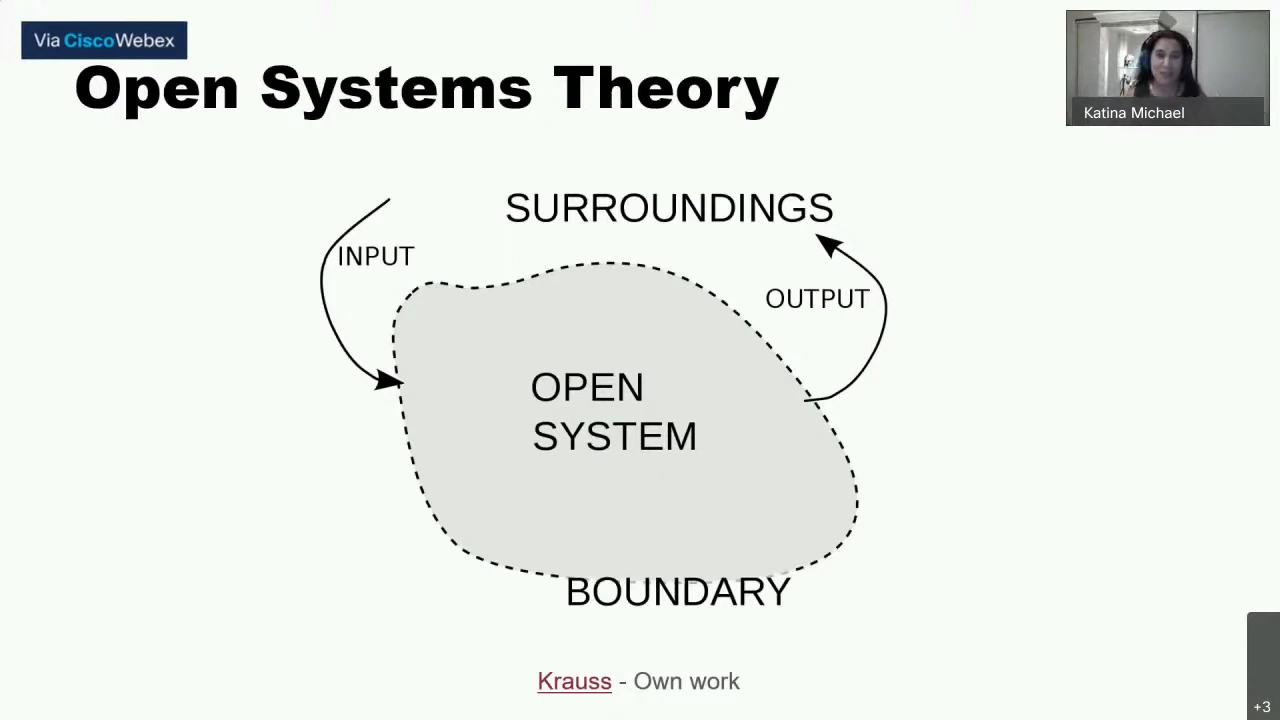 Via CiscoWebex
Open Systems Theory
Katina Michael
SURROUNDINGS
INPUT
OUTPUT
OPEN
SYSTEM
BOUNDARY
Krauss - Own work
+3